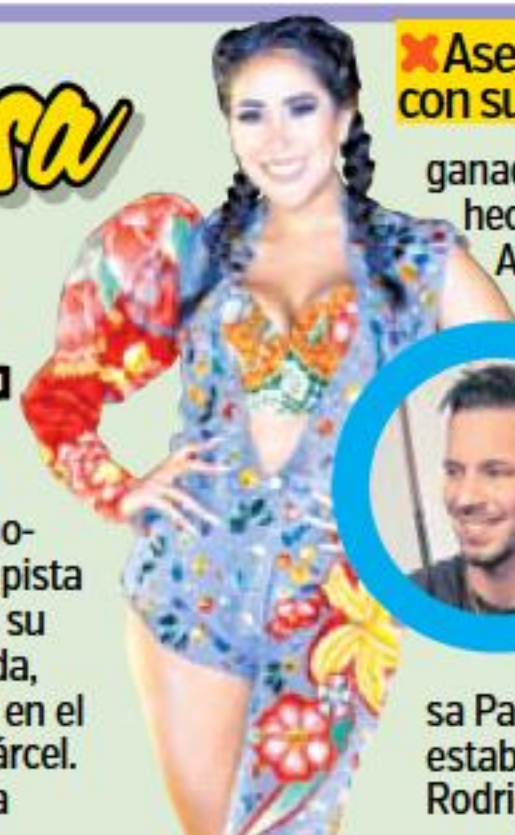 sa
a
o-
pista
su
da,
en el
árcel.
a
✖Ase
con su
ganad
hec
A
sa Pa
estab
Rodri